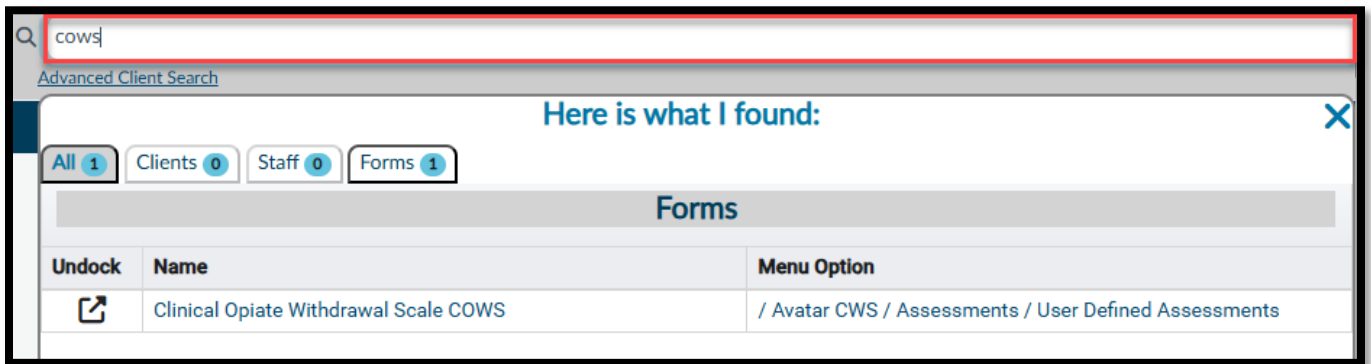 cows
Advanced Client Search
Here is what I found:
All 1 Clients 0 Staff 0 Forms 1
Forms
Undock Name Menu Option
Clinical Opiate Withdrawal Scale COWS / Avatar CWS / Assessments / User Defined Assessments